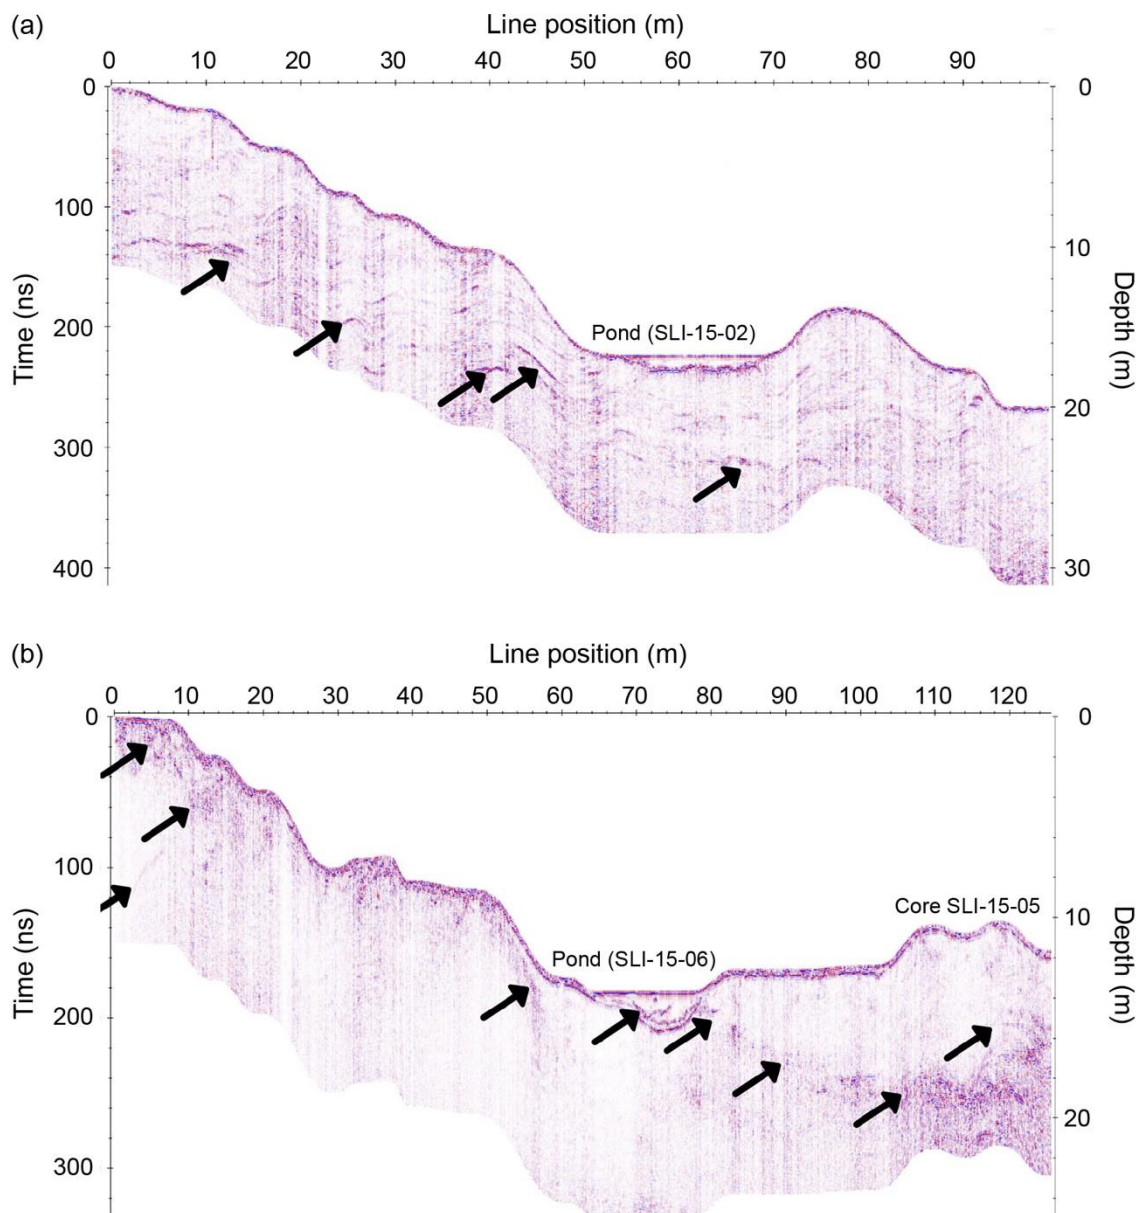 (a)
Line position (m)
0 10 20 30 40 50 60 70 80 90
0
100
200
300
400
Time (ns)
0
10
20
30
Depth (m)
Pond (SLI-15-02)
(b)
Line position (m)
0 10 20 30 40 50 60 70 80 90 100 110 120
0
100
200
300
Time (ns)
0
10
20
Depth (m)
Core SLI-15-05
Pond (SLI-15-06)